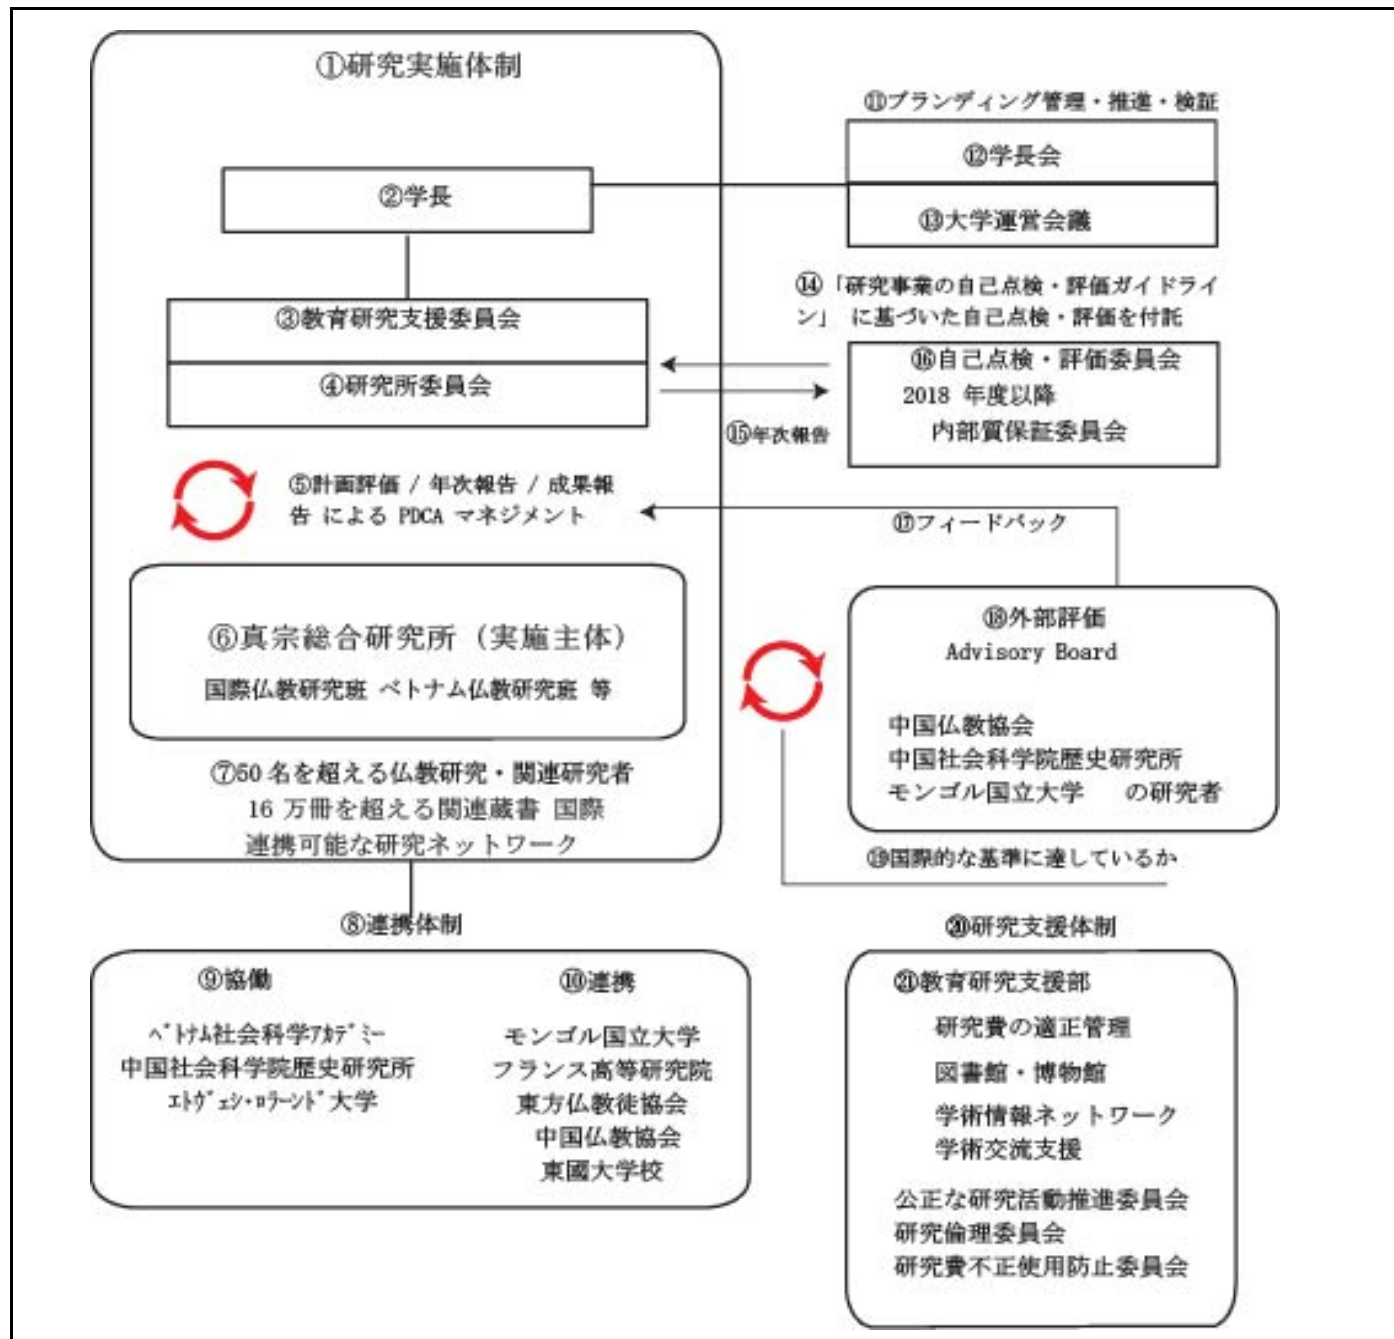 ①研究実施体制
②学長
③教育研究支援委員会
④研究所委員会
⑤計画評価 / 年次報告 / 成果報
告 による PDCA マネジメント
⑥真宗総合研究所（実施主体）
国際仏教研究班 ベトナム仏教研究班 等
⑦50 名を超える仏教研究・関連研究者
16 万冊を超える関連蔵書 国際
連携可能な研究ネットワーク
⑧連携体制
⑨協働
ﾍﾞﾄﾅﾑ社会科学ｱｶﾃﾞﾐｰ
中国社会科学院歴史研究所
ｴﾄｳﾞｪｼ･ﾛﾗｰﾝﾄﾞ大学
⑩連携
モンゴル国立大学
フランス高等研究院
東方仏教徒協会
中国仏教協会
東國大学校
⑪ブランディング管理・推進・検証
⑫学長会
⑬大学運営会議
⑭「研究事業の自己点検・評価ガイドライ
ン」 に基づいた自己点検・評価を付託
⑮年次報告
⑯自己点検・評価委員会
2018 年度以降
内部質保証委員会
⑰フィードバック
⑱外部評価
Advisory Board
中国仏教協会
中国社会科学院歴史研究所
モンゴル国立大学 の研究者
⑲国際的な基準に達しているか
⑳研究支援体制
㉑教育研究支援部
研究費の適正管理
図書館・博物館
学術情報ネットワーク
学術交流支援
公正な研究活動推進委員会
研究倫理委員会
研究費不正使用防止委員会